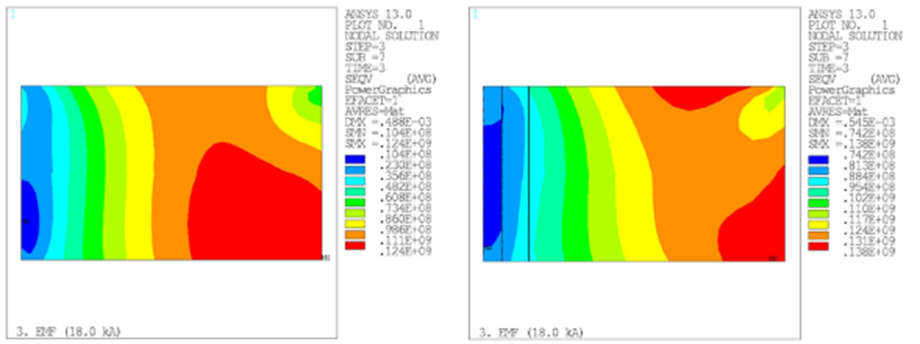 1
ANSYS 13.0
PLOT NO. 1
NODAL SOLUTION
STEP=3
SUB =7
TIME=3
SEQV (AVG)
PowerGraphics
EFACET=1
AVRES=Mat
DMX =.488E-03
SMN =.104E+08
SMX =.124E+09
.104E+08
.230E+08
.356E+08
.482E+08
.608E+08
.734E+08
.860E+08
.986E+08
.111E+09
.124E+09
3. EMF (18.0 kA)
1
ANSYS 13.0
PLOT NO. 1
NODAL SOLUTION
STEP=3
SUB =7
TIME=3
SEQV (AVG)
PowerGraphics
EFACET=1
AVRES=Mat
DMX =.545E-03
SMN =.742E+08
SMX =.138E+09
.742E+08
.813E+08
.884E+08
.954E+08
.102E+09
.110E+09
.117E+09
.124E+09
.131E+09
.138E+09
3. EMF (18.0 kA)